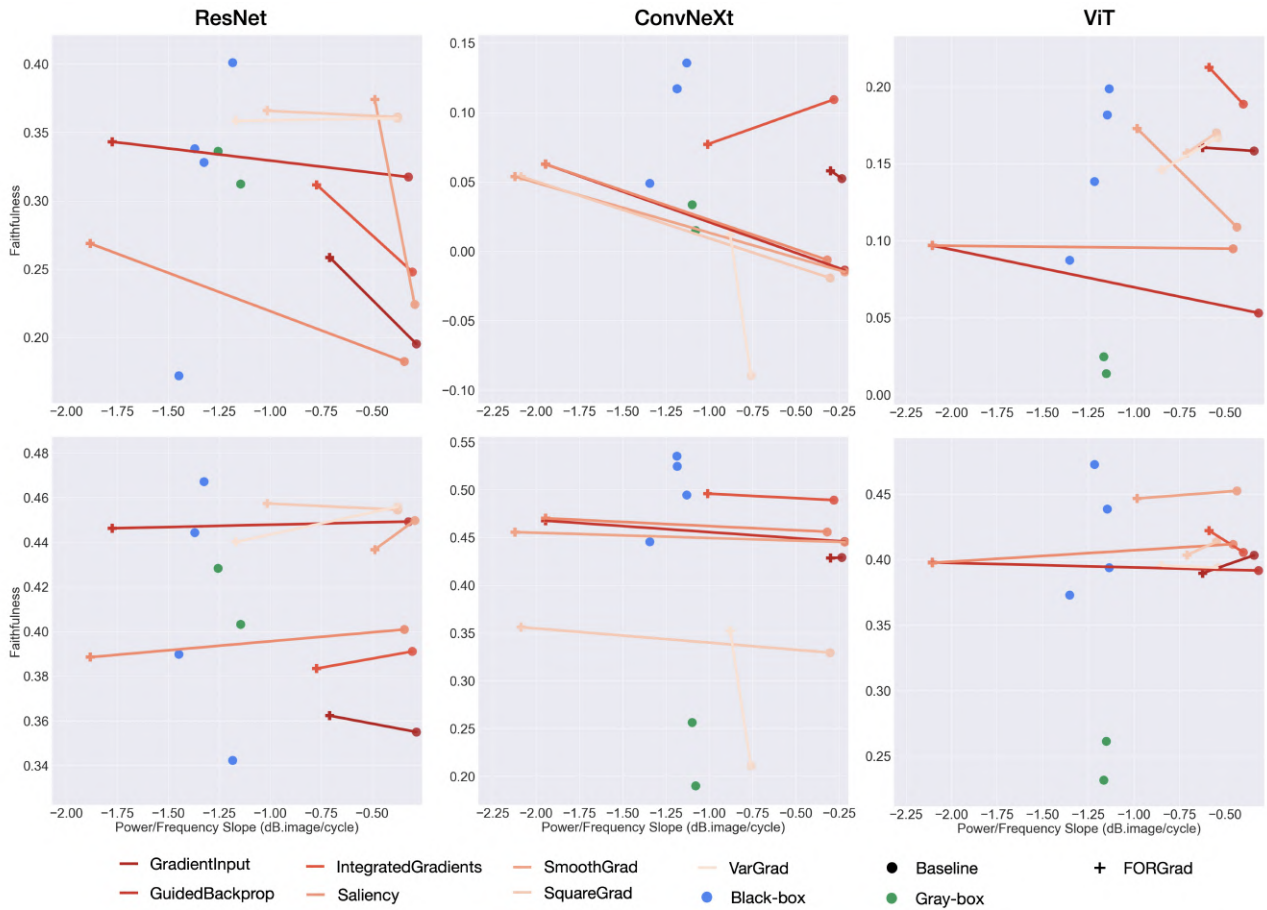 ResNet ConvNeXt ViT
0.40
0.35
0.30
0.25
0.20
Faithfulness
−2.00 −1.75 −1.50 −1.25 −1.00 −0.75 −0.50
0.15
0.10
0.05
0.00
−0.05
−0.10
−2.25 −2.00 −1.75 −1.50 −1.25 −1.00 −0.75 −0.50 −0.25
0.20
0.15
0.10
0.05
0.00
−2.25 −2.00 −1.75 −1.50 −1.25 −1.00 −0.75 −0.50
0.48
0.46
0.44
0.42
0.40
0.38
0.36
0.34
Faithfulness
−2.00 −1.75 −1.50 −1.25 −1.00 −0.75 −0.50
Power/Frequency Slope (dB.image/cycle)
0.55
0.50
0.45
0.40
0.35
0.30
0.25
0.20
−2.25 −2.00 −1.75 −1.50 −1.25 −1.00 −0.75 −0.50 −0.25
Power/Frequency Slope (dB.image/cycle)
0.45
0.40
0.35
0.30
0.25
−2.25 −2.00 −1.75 −1.50 −1.25 −1.00 −0.75 −0.50
Power/Frequency Slope (dB.image/cycle)
GradientInput IntegratedGradients SmoothGrad VarGrad Baseline FORGrad
GuidedBackprop Saliency SquareGrad Black-box Gray-box